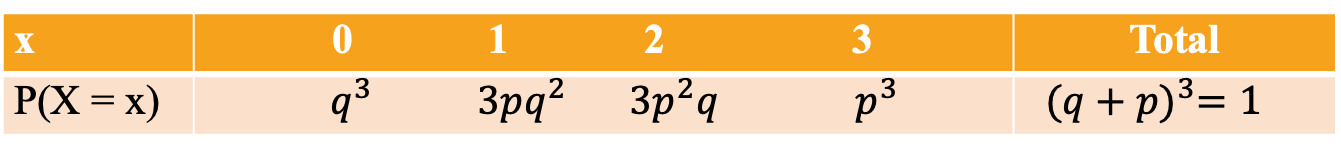 x 0 1 2 3 Total
P(X = x) q³ 3pq² 3p²q p³ (q + p)³= 1